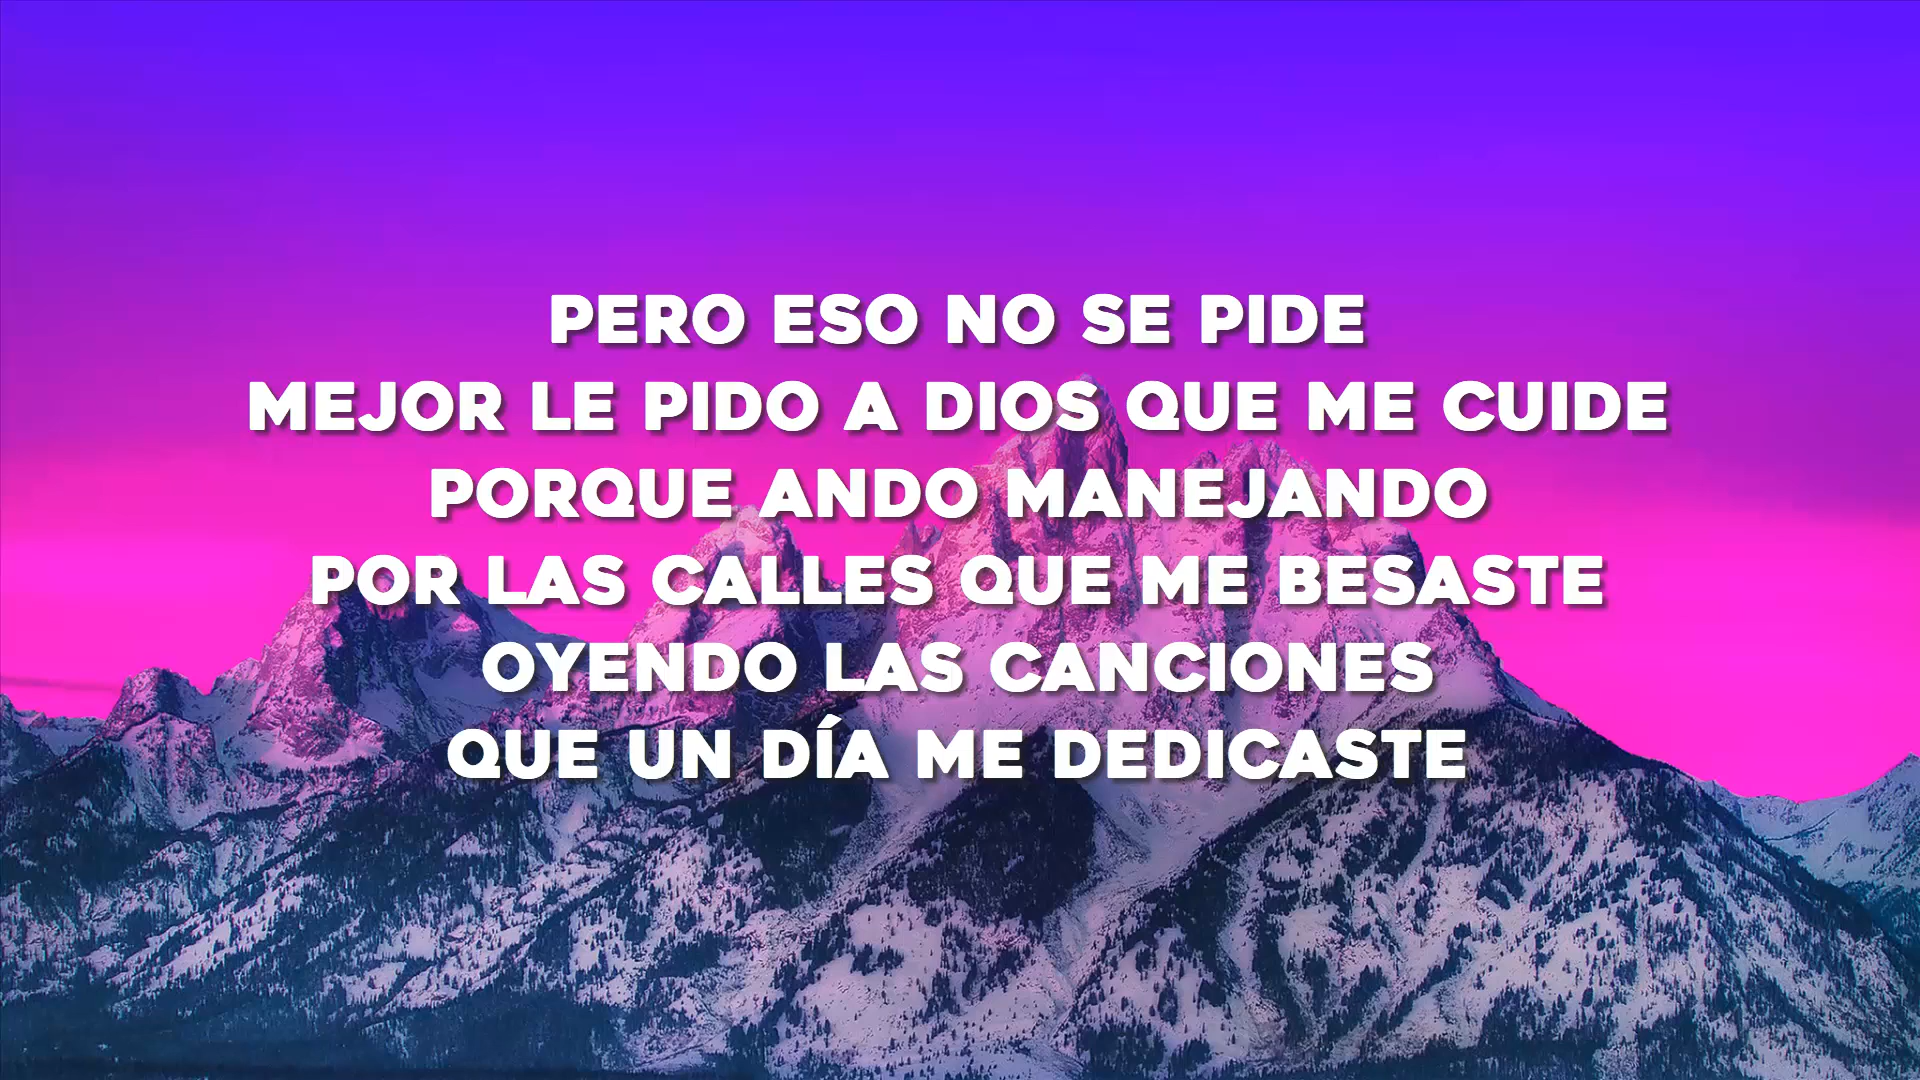 PERO ESO NO SE PIDE
MEJOR LE PIDO A DIOS QUE ME CUIDE
PORQUE ANDO MANEJANDO
POR LAS CALLES QUE ME BESASTE
OYENDO LAS CANCIONES
QUE UN DÍA ME DEDICASTE